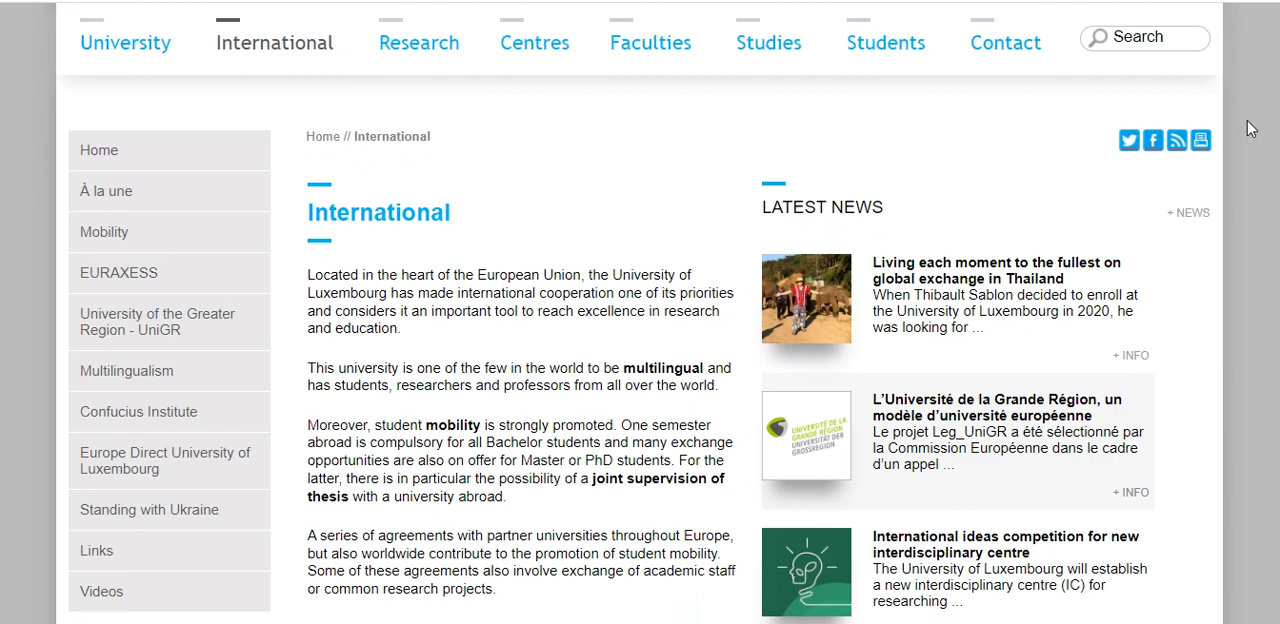 University International Research Centres Faculties Studies Students Contact Search
Home
À la une
Mobility
EURAXESS
University of the Greater
Region - UniGR
Multilingualism
Confucius Institute
Europe Direct University of
Luxembourg
Standing with Ukraine
Links
Videos
Home // International
International
Located in the heart of the European Union, the University of
Luxembourg has made international cooperation one of its priorities
and considers it an important tool to reach excellence in research
and education.
This university is one of the few in the world to be multilingual and
has students, researchers and professors from all over the world.
Moreover, student mobility is strongly promoted. One semester
abroad is compulsory for all Bachelor students and many exchange
opportunities are also on offer for Master or PhD students. For the
latter, there is in particular the possibility of a joint supervision of
thesis with a university abroad.
A series of agreements with partner universities throughout Europe,
but also worldwide contribute to the promotion of student mobility.
Some of these agreements also involve exchange of academic staff
or common research projects.
LATEST NEWS
+ NEWS
Living each moment to the fullest on
global exchange in Thailand
When Thibault Sablon decided to enroll at
the University of Luxembourg in 2020, he
was looking for ...
+ INFO
UNIVERSITÉ DE LA
GRANDE RÉGION
UNIVERSITÄT DER
GROSSREGION
L'Université de la Grande Région, un
modèle d'université européenne
Le projet Leg_UniGR a été sélectionné par
la Commission Européenne dans le cadre
d'un appel ...
+ INFO
International ideas competition for new
interdisciplinary centre
The University of Luxembourg will establish
a new interdisciplinary centre (IC) for
researching ...